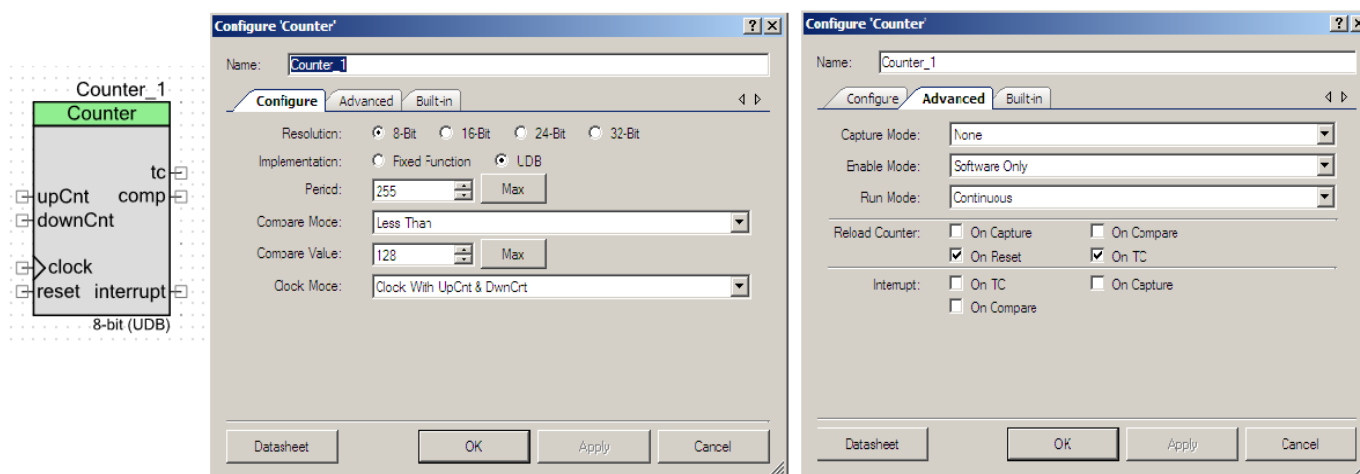 Counter_1
Counter
tc
upCnt comp
downCnt
clock
reset interrupt
8-bit (UDB)
Configure 'Counter'
Name: Counter_1
Configure Advanced Built-in
Resolution: 8-Bit 16-Bit 24-Bit 32-Bit
Implementation: Fixed Function UDB
Period: 255 Max
Compare Mode: Less Than
Compare Value: 128 Max
Clock Mode: Clock With UpCnt & DwnCnt
Datasheet OK Apply Cancel
Configure 'Counter'
Name: Counter_1
Configure Advanced Built-in
Capture Mode: None
Enable Mode: Software Only
Run Mode: Continuous
Reload Counter: On Capture On Compare
On Reset On TC
Interrupt: On TC On Capture
On Compare
Datasheet OK Apply Cancel